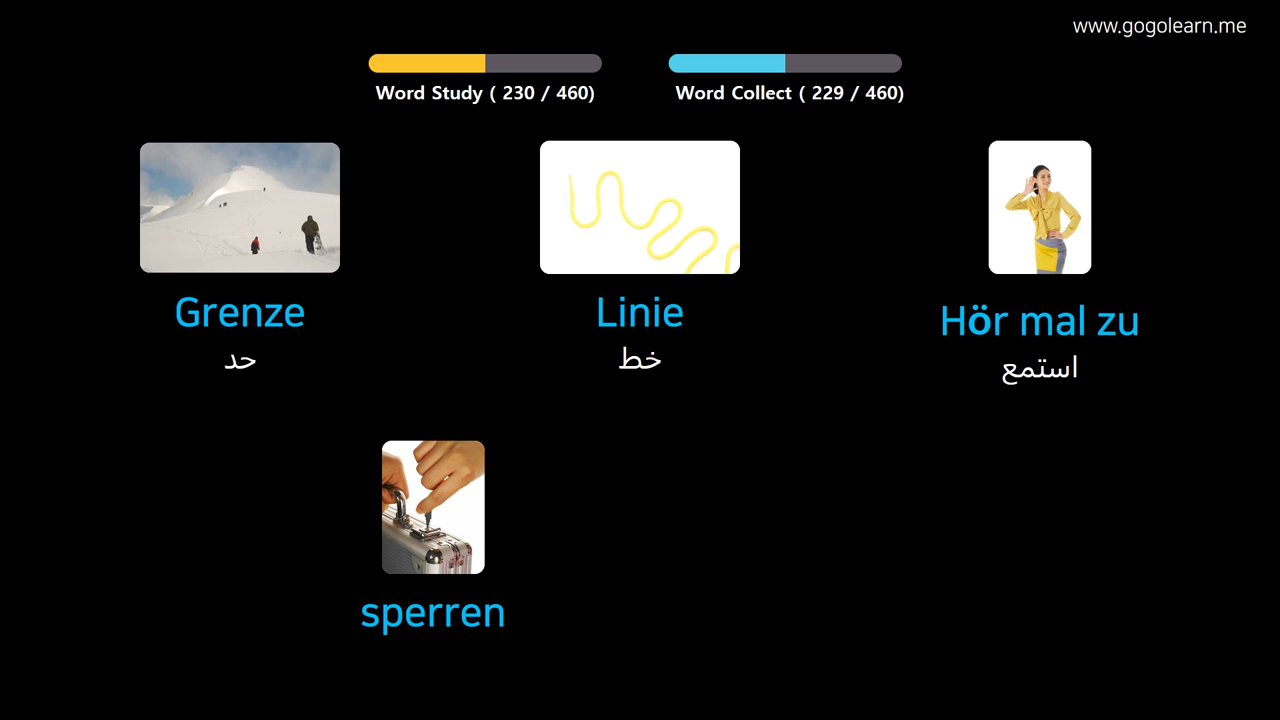 www.gogolearn.me
Word Study ( 230 / 460)
Word Collect ( 229 / 460)
Grenze
حد
Linie
خط
Hör mal zu
استمع
sperren